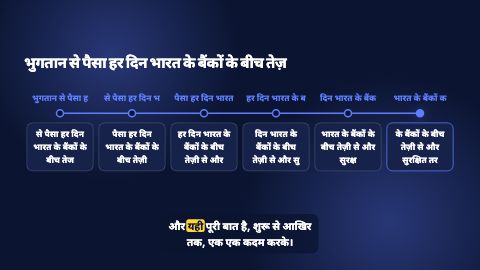 भुगतान से पैसा हर दिन भारत के बैंकों के बीच तेज़
भुगतान से पैसा ह
से पैसा हर दिन भ
पैसा हर दिन भारत
हर दिन भारत के ब
दिन भारत के बैंक
भारत के बैंकों क
से पैसा हर दिन
भारत के बैंकों के
बीच तेज
पैसा हर दिन
भारत के बैंकों के
बीच तेज़ी
हर दिन भारत के
बैंकों के बीच
तेज़ी से और
दिन भारत के
बैंकों के बीच
तेज़ी से और सु
भारत के बैंकों के
बीच तेज़ी से और
सुरक्ष
के बैंकों के बीच
तेज़ी से और
सुरक्षित तर
और यही पूरी बात है, शुरू से आखिर
तक, एक एक कदम करके।